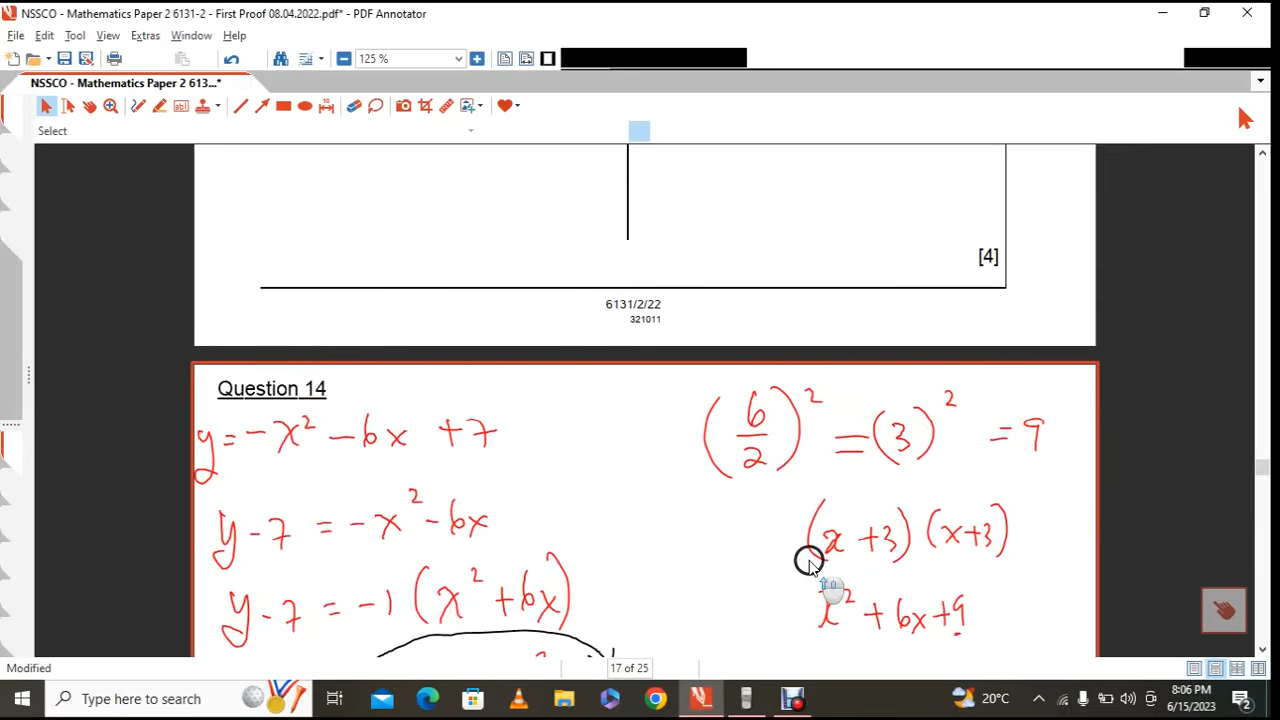 NSSCO - Mathematics Paper 2 6131-2 - First Proof 08.04.2022.pdf* - PDF Annotator
File Edit Tool View Extras Window Help
125 %
NSSCO - Mathematics Paper 2 613...*
Select
[4]
6131/2/22
321011
Question 14
y = -x² - 6x + 7
(6/2)² = (3)² = 9
y - 7 = -x² - 6x
(x + 3)(x + 3)
y - 7 = -1 (x² + 6x)
x² + 6x + 9
Modified
17 of 25
Type here to search
20°C
8:06 PM
6/15/2023
2